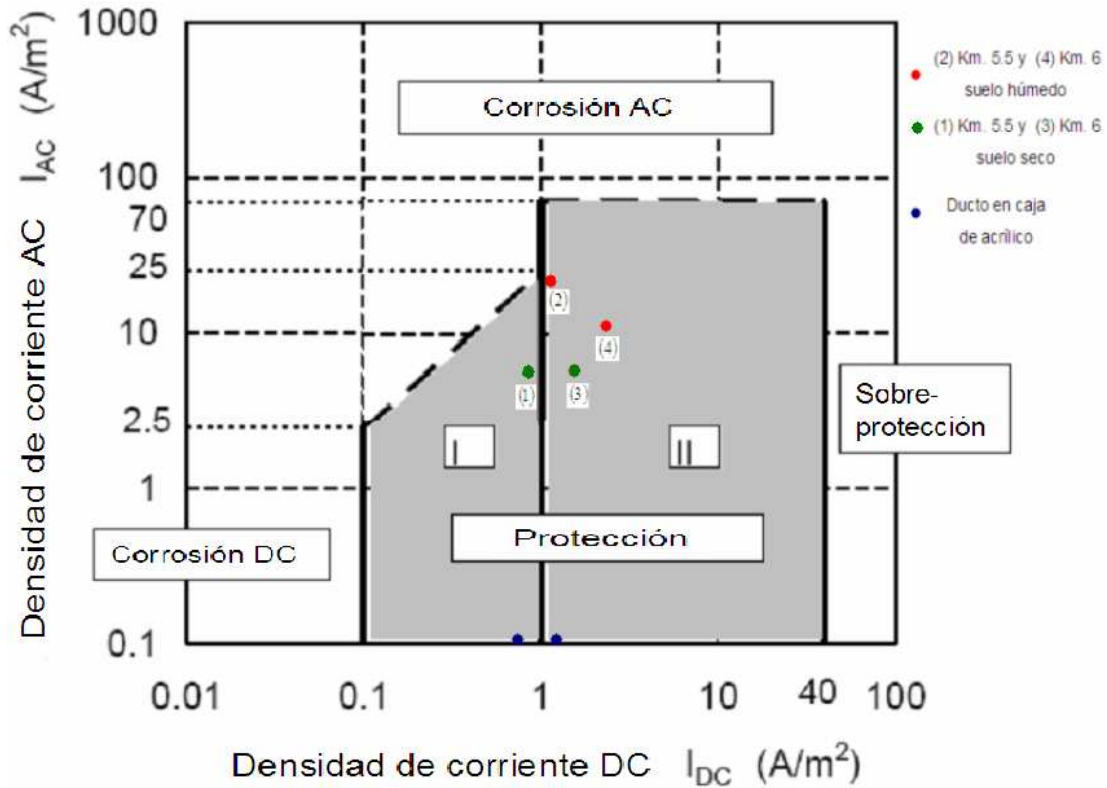 Densidad de corriente AC I_AC (A/m²)
1000
100
70
25
10
2.5
1
0.1
Corrosión AC
(2) Km. 5.5 y (4) Km. 6
suelo húmedo
(1) Km. 5.5 y (3) Km. 6
suelo seco
Ducto en caja
de acrílico
(2)
(4)
(1)
(3)
I
II
Sobre-
protección
Protección
Corrosión DC
0.01
0.1
1
10
40
100
Densidad de corriente DC I_DC (A/m²)